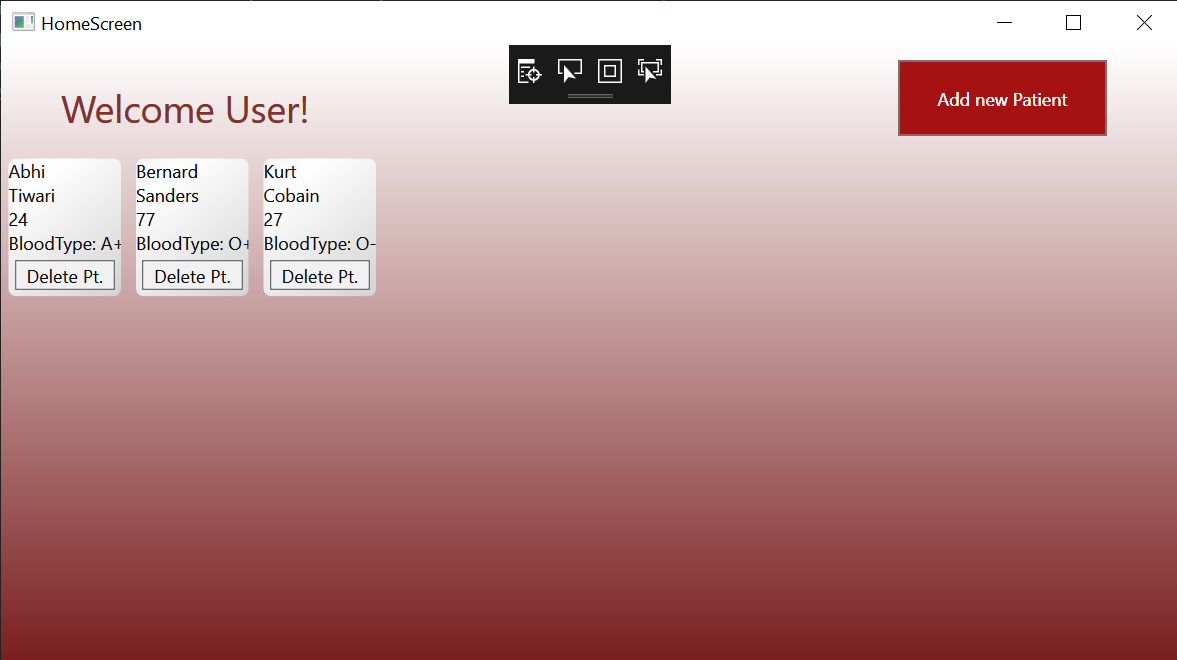 HomeScreen
Welcome User!
Add new Patient
Abhi
Tiwari
24
BloodType: A+
Delete Pt.
Bernard
Sanders
77
BloodType: O+
Delete Pt.
Kurt
Cobain
27
BloodType: O-
Delete Pt.